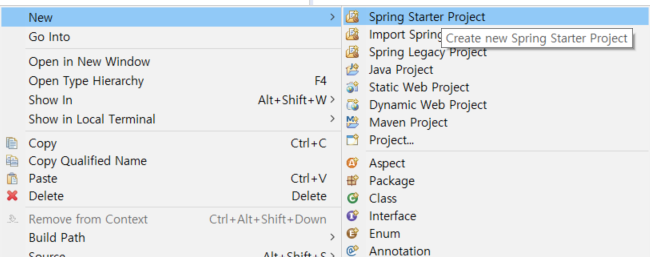 New
Go Into
Open in New Window
Open Type Hierarchy F4
Show In Alt+Shift+W
Show in Local Terminal
Copy Ctrl+C
Copy Qualified Name
Paste Ctrl+V
Delete Delete
Remove from Context Ctrl+Alt+Shift+Down
Build Path
Source Alt+Shift+S
Spring Starter Project
Import Spring
Create new Spring Starter Project
Spring Legacy Project
Java Project
Static Web Project
Dynamic Web Project
Maven Project
Project...
Aspect
Package
Class
Interface
Enum
Annotation